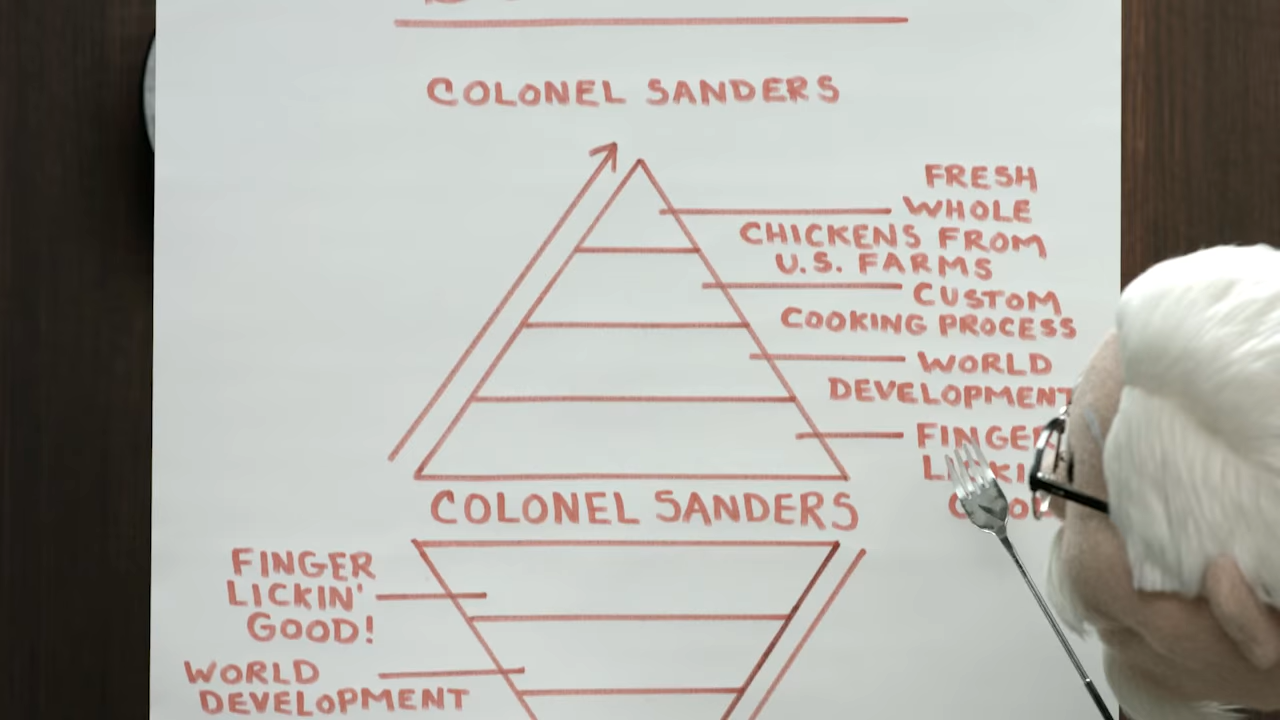 COLONEL SANDERS
FRESH
WHOLE
CHICKENS FROM
U.S. FARMS
CUSTOM
COOKING PROCESS
WORLD
DEVELOPMENT
FINGER
COLONEL SANDERS
FINGER
LICKIN'
GOOD!
WORLD
DEVELOPMENT